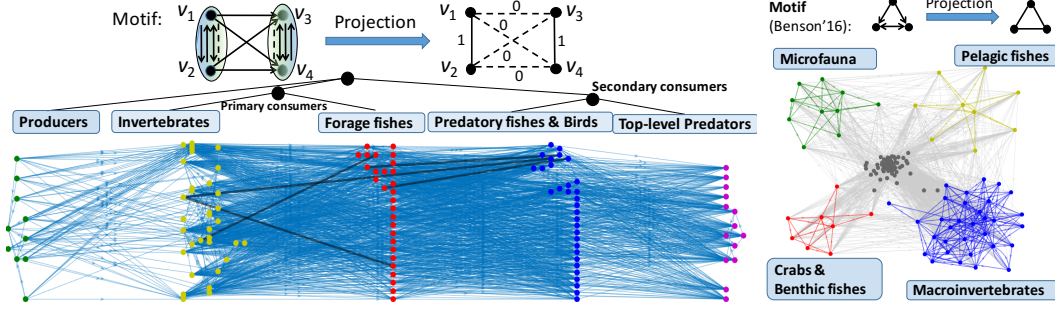 Motif:
v1
v3
v2
v4
Projection
v1
0
v3
1
0
0
1
v2
0
v4
Primary consumers
Secondary consumers
Producers
Invertebrates
Forage fishes
Predatory fishes & Birds
Top-level Predators
Motif
(Benson'16):
Projection
Microfauna
Pelagic fishes
Crabs &
Benthic fishes
Macroinvertebrates